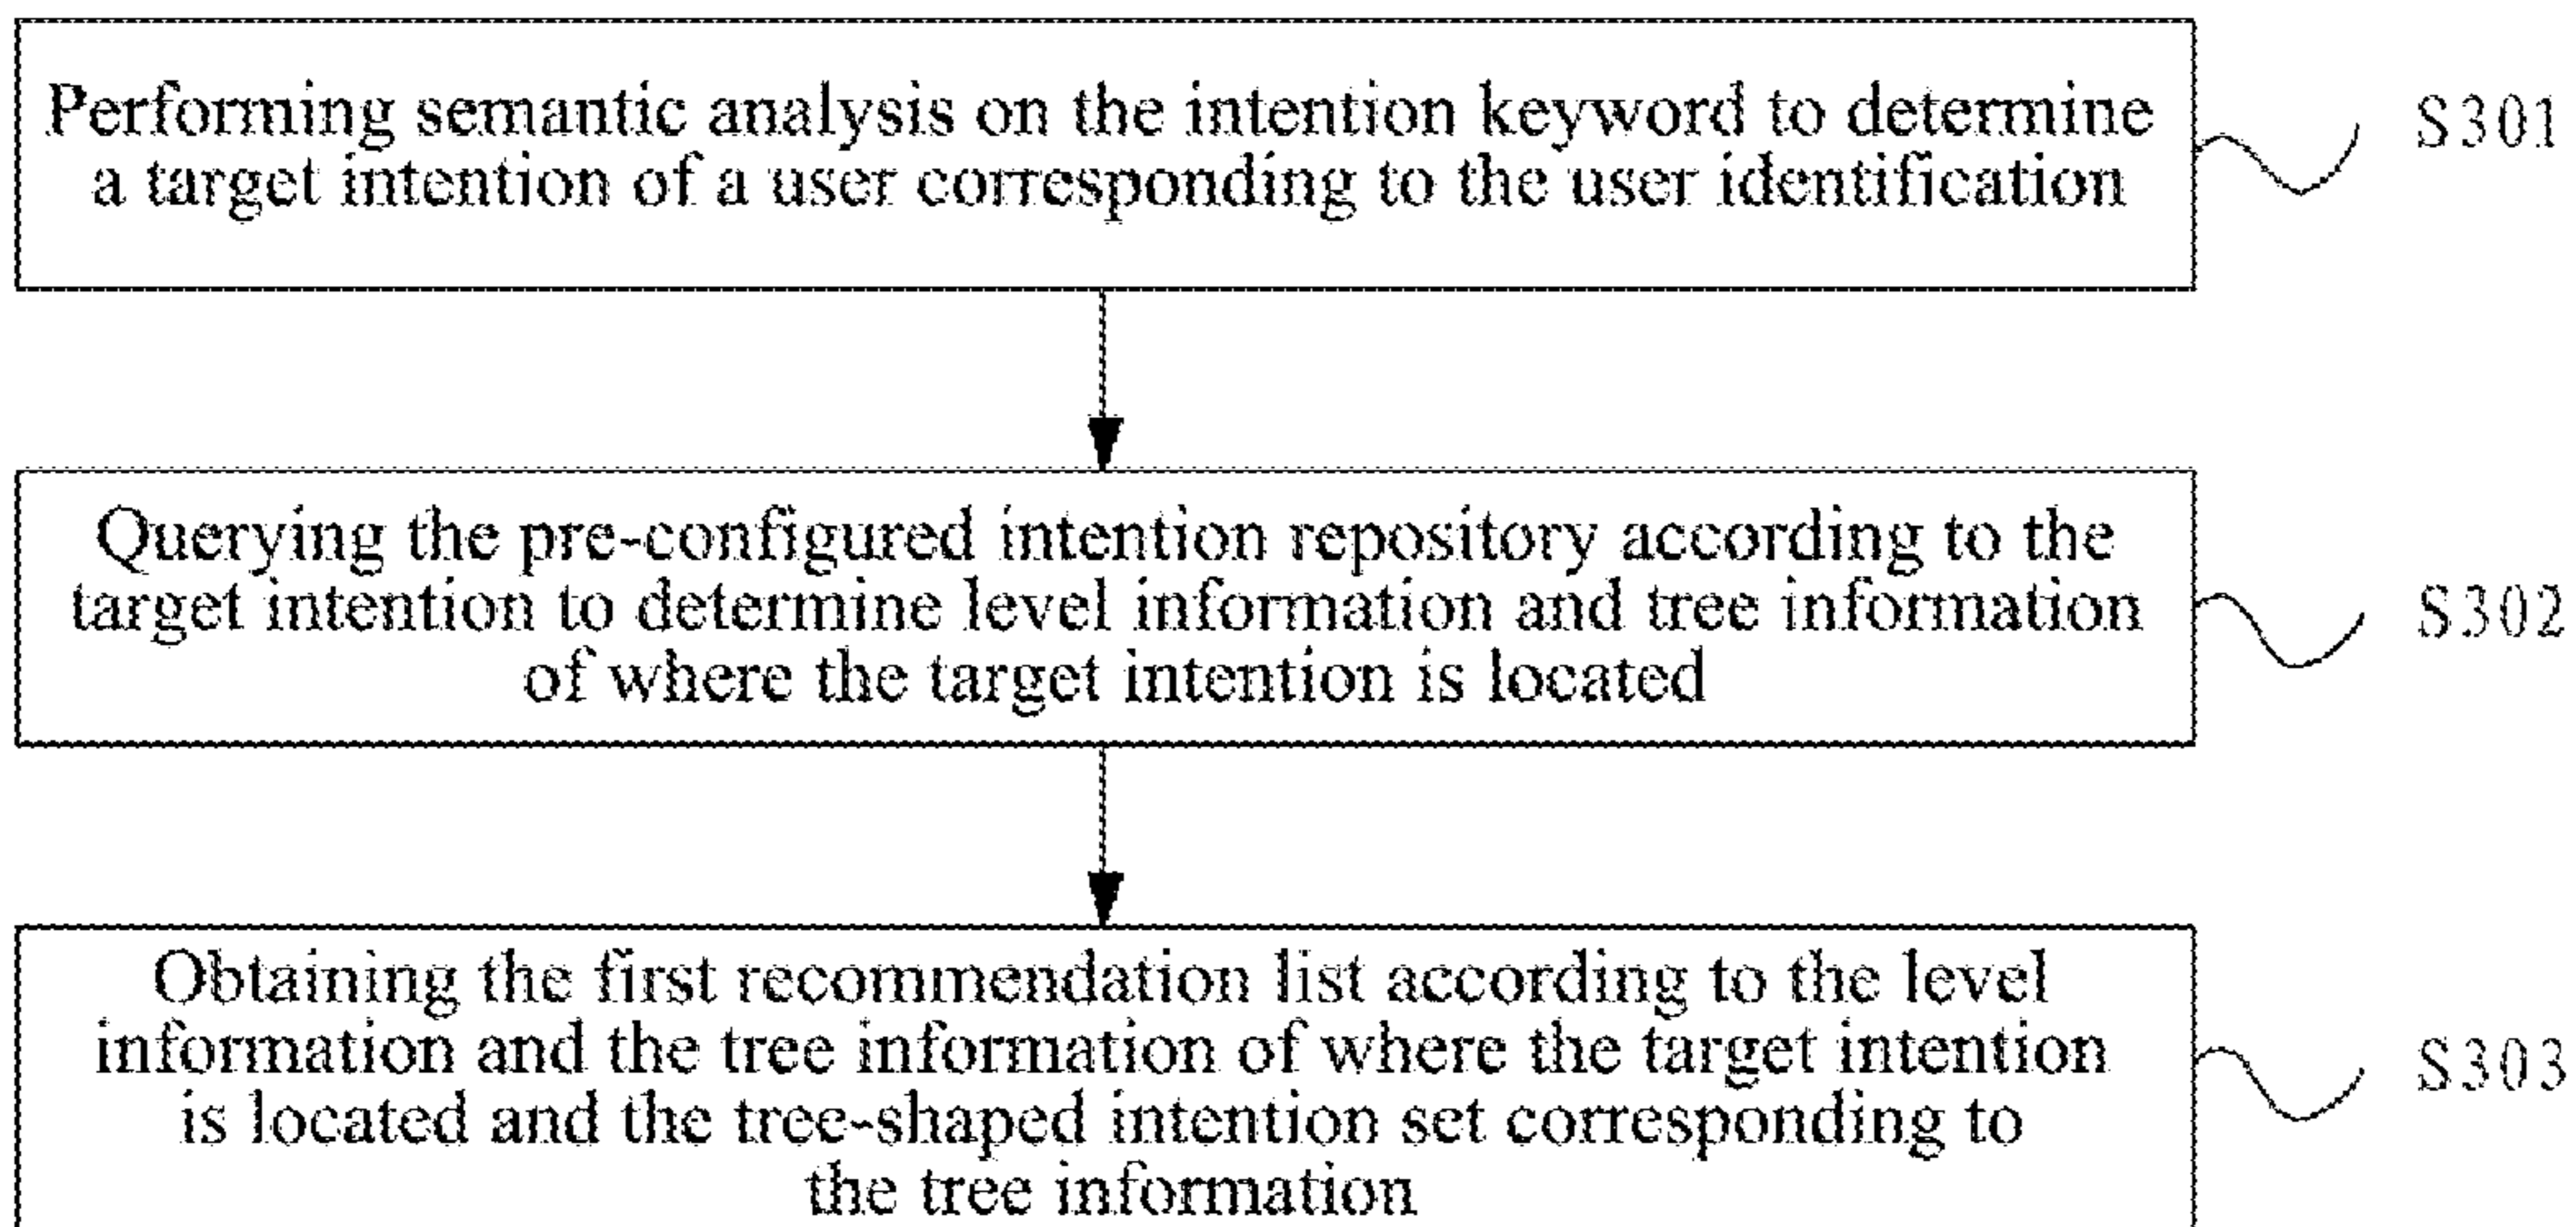 Performing semantic analysis on the intention keyword to determine
a target intention of a user corresponding to the user identification
S301
Querying the pre-configured intention repository according to the
target intention to determine level information and tree information
of where the target intention is located
S302
Obtaining the first recommendation list according to the level
information and the tree information of where the target intention
is located and the tree-shaped intention set corresponding to
the tree information
S303